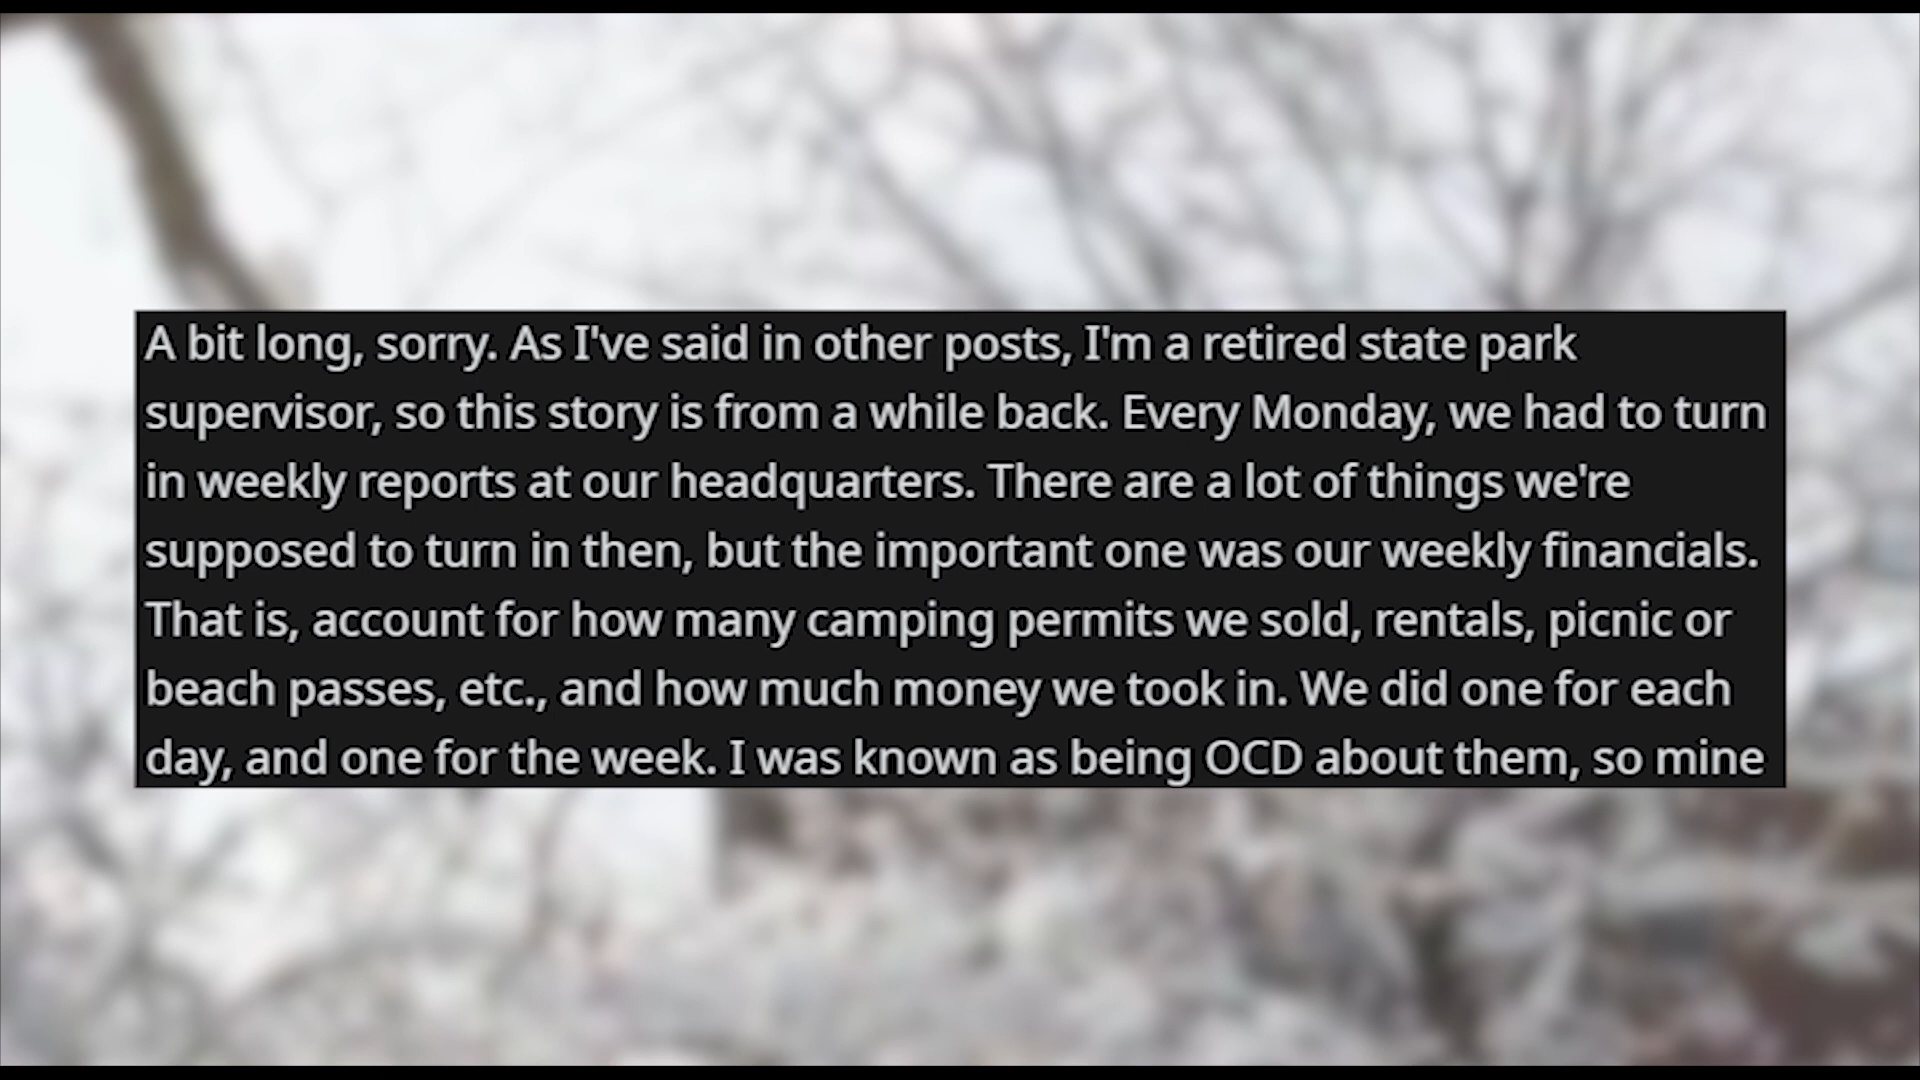 A bit long, sorry. As I've said in other posts, I'm a retired state park
supervisor, so this story is from a while back. Every Monday, we had to turn
in weekly reports at our headquarters. There are a lot of things we're
supposed to turn in then, but the important one was our weekly financials.
That is, account for how many camping permits we sold, rentals, picnic or
beach passes, etc., and how much money we took in. We did one for each
day, and one for the week. I was known as being OCD about them, so mine